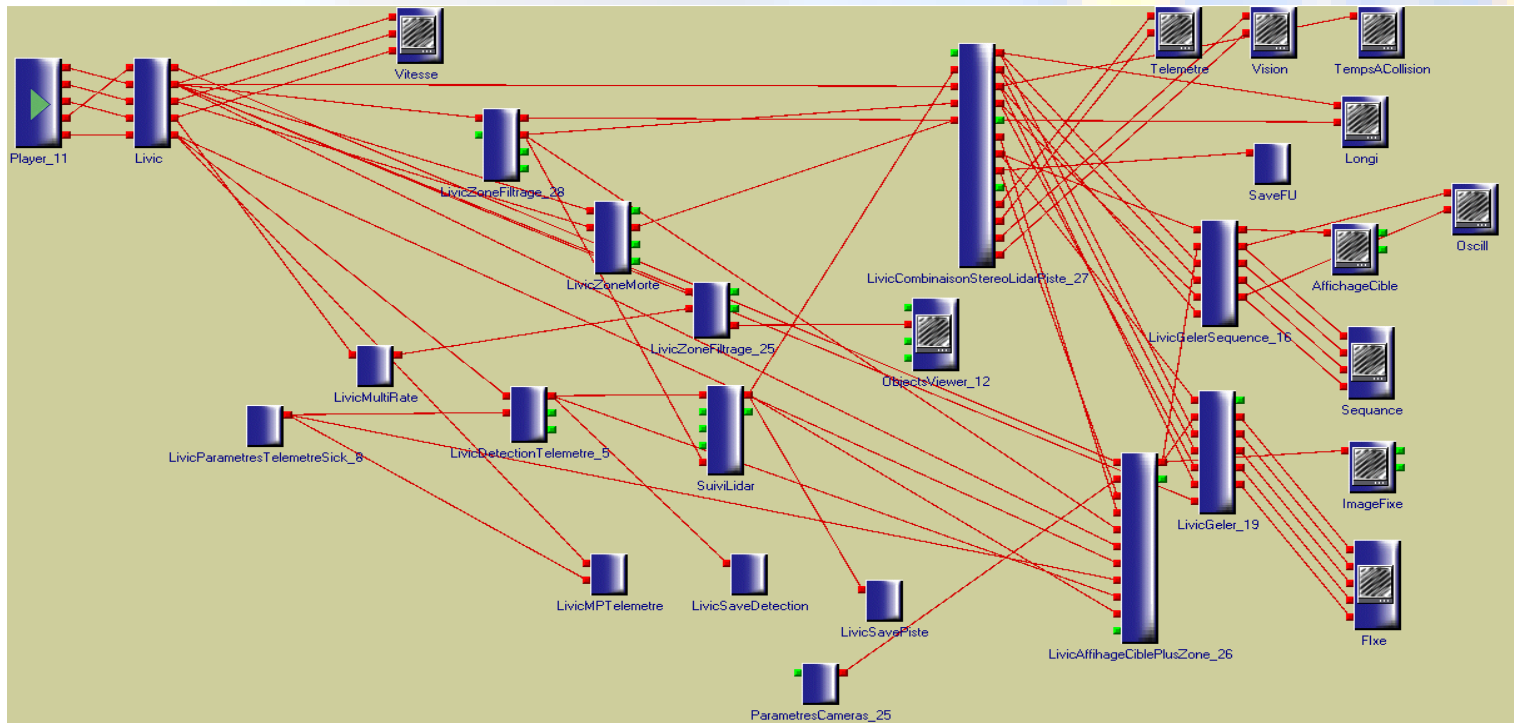 Vitesse
Telemetre
Vision
TempsACollision
Player_11
Livic
Longi
LivicZoneFiltrage_28
SaveFU
LivicCombinaisonStereoLidarPiste_27
Oscill
LivicZoneMorte
AffichageCible
LivicZoneFiltrage_25
LivicGelerSequence_16
ObjectsViewer_12
LivicMultiRate
Sequance
LivicParametresTelemetreSick_8
LivicDetectionTelemetre_5
SuiviLidar
ImageFixe
LivicGeler_19
LivicMPTelemetre
LivicSaveDetection
LivicSavePiste
FIxe
LivicAffihageCiblePlusZone_26
ParametresCameras_25